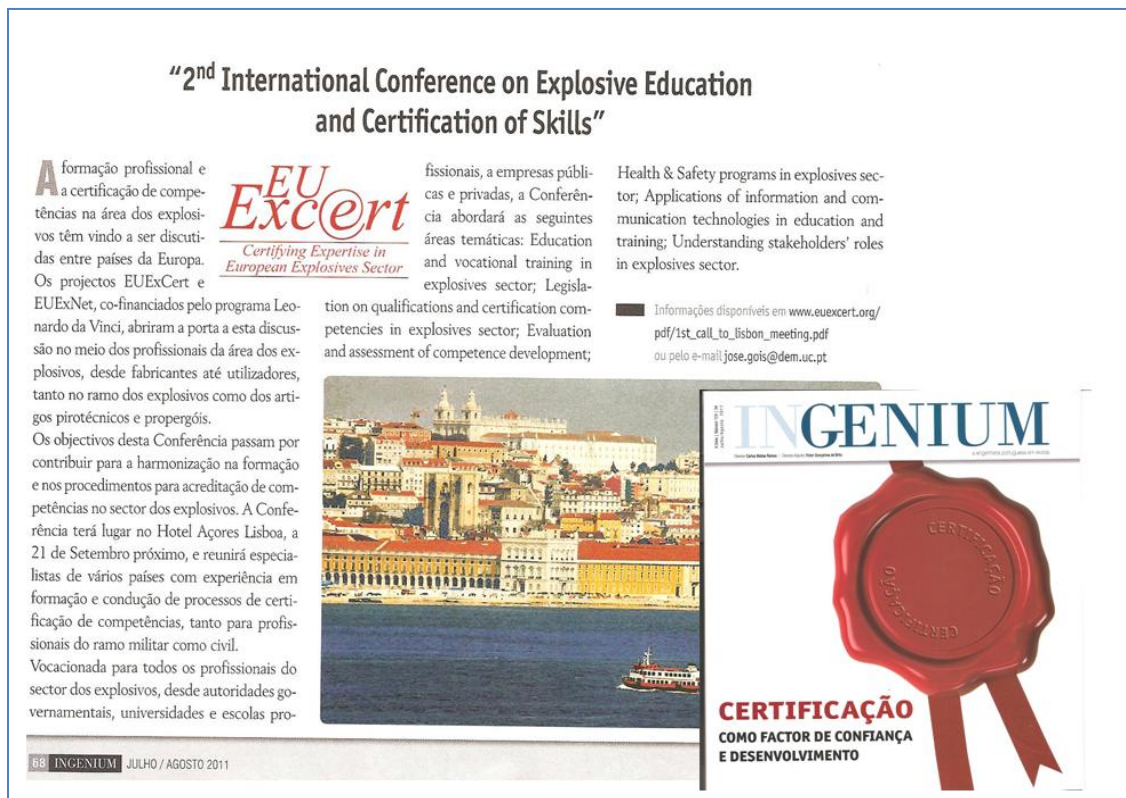 “2nd International Conference on Explosive Education
and Certification of Skills”
A formação profissional e
a certificação de compe-
tências na área dos explosi-
vos têm vindo a ser discuti-
das entre países da Europa.
Os projectos EUExCert e
EUExNet, co-financiados pelo programa Leo-
nardo da Vinci, abriram a porta a esta discus-
são no meio dos profissionais da área dos ex-
plosivos, desde fabricantes até utilizadores,
tanto no ramo dos explosivos como dos arti-
gos pirotécnicos e propergóis.
Os objectivos desta Conferência passam por
contribuir para a harmonização na formação
e nos procedimentos para acreditação de com-
petências no sector dos explosivos. A Confe-
rência terá lugar no Hotel Açores Lisboa, a
21 de Setembro próximo, e reunirá especia-
listas de vários países com experiência em
formação e condução de processos de certi-
ficação de competências, tanto para profis-
sionais do ramo militar como civil.
Vocacionada para todos os profissionais do
sector dos explosivos, desde autoridades go-
vernamentais, universidades e escolas pro-
EU
Excert
Certifying Expertise in
European Explosives Sector
fissionais, a empresas públi-
cas e privadas, a Conferên-
cia abordará as seguintes
áreas temáticas: Education
and vocational training in
explosives sector; Legisla-
tion on qualifications and certification com-
petencies in explosives sector; Evaluation
and assessment of competence development;
Health & Safety programs in explosives sec-
tor; Applications of information and com-
munication technologies in education and
training; Understanding stakeholders’ roles
in explosives sector.
Informações disponíveis em www.euexcert.org/
pdf/1st_call_to_lisbon_meeting.pdf
ou pelo e-mail jose.gois@dem.uc.pt
INGENIUM
a engenharia portuguesa em revista
CERTIFICAÇÃO
CERTIFICAÇÃO
CERTIFICAÇÃO
COMO FACTOR DE CONFIANÇA
E DESENVOLVIMENTO
68 INGENIUM JULHO / AGOSTO 2011